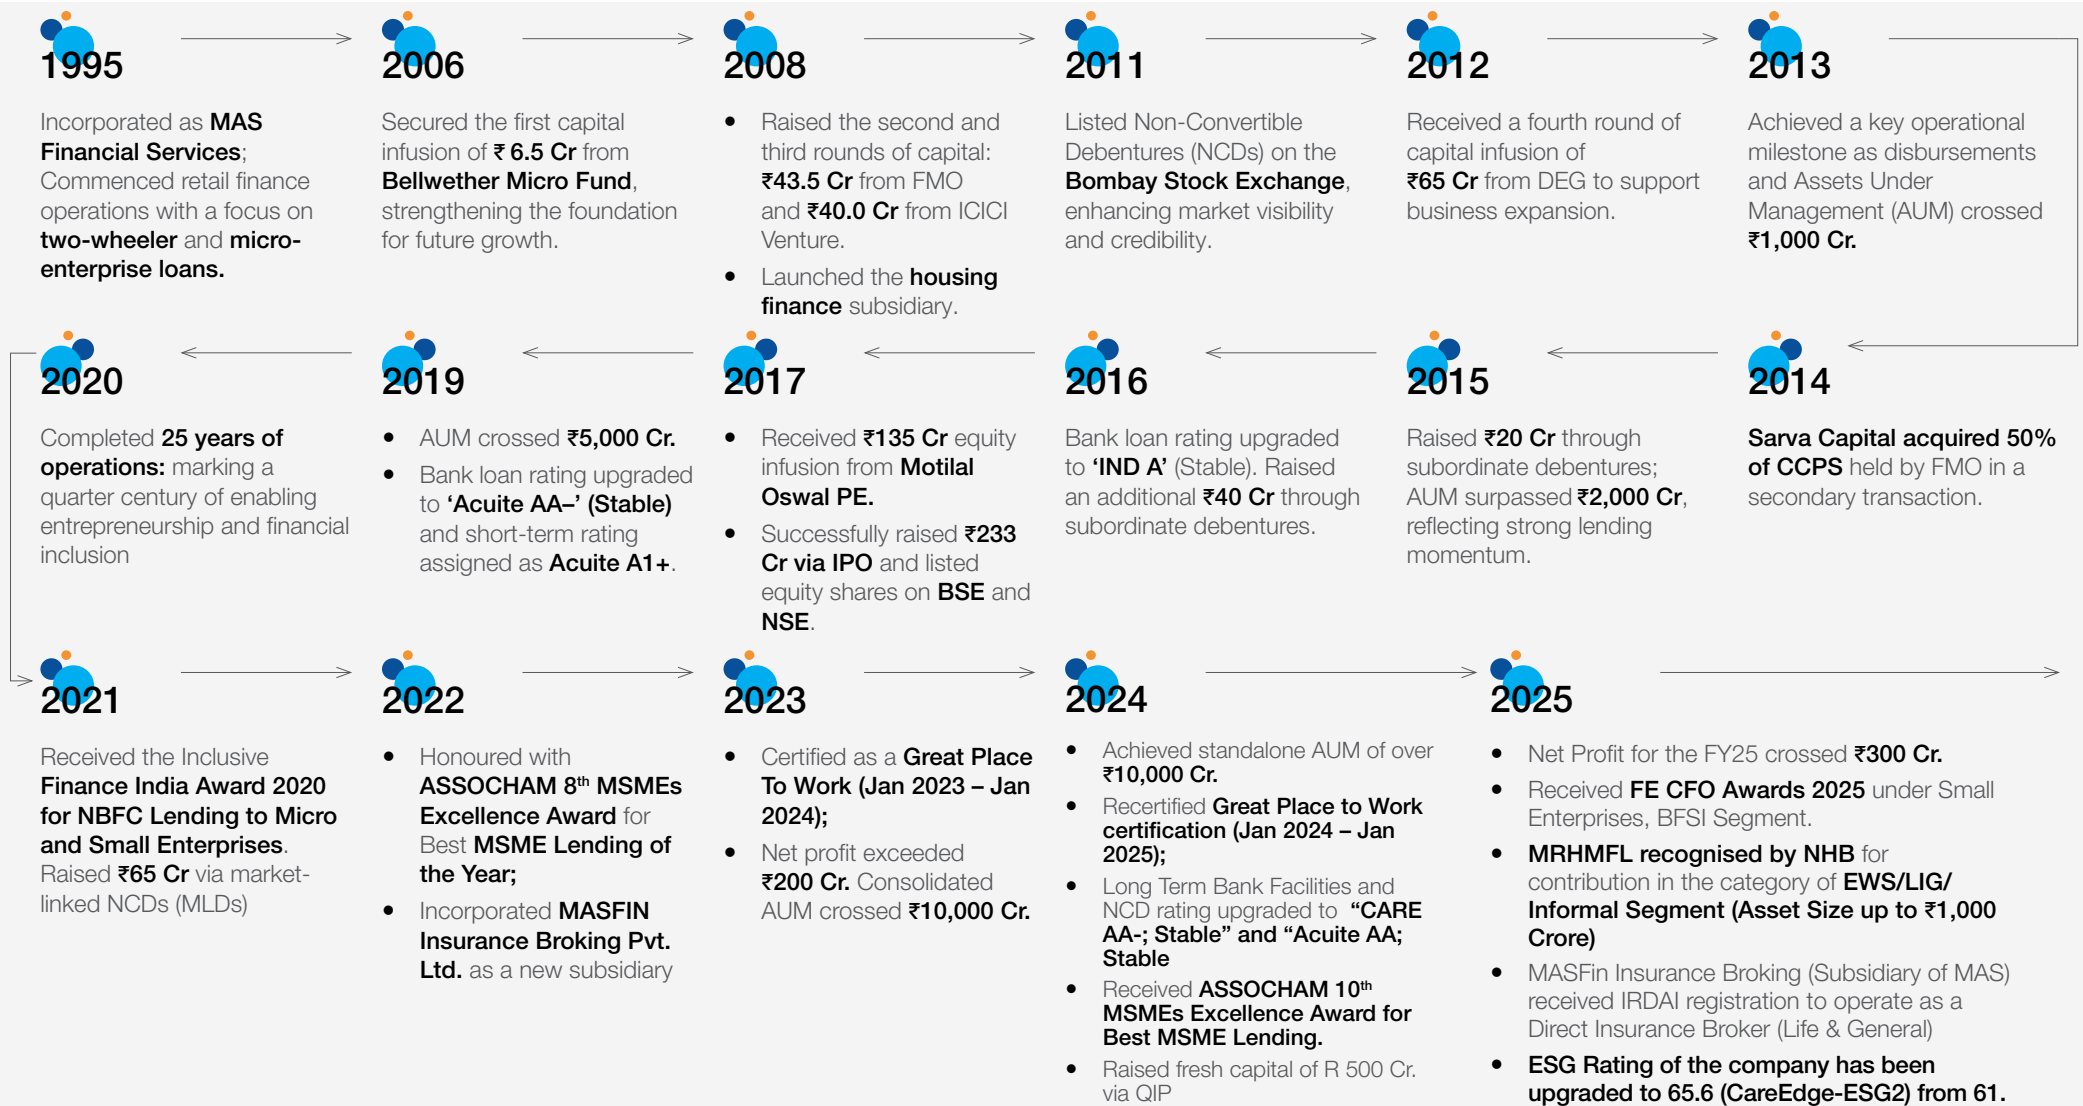 1995
Incorporated as MAS
Financial Services;
Commenced retail finance
operations with a focus on
two-wheeler and micro-
enterprise loans.
2006
Secured the first capital
infusion of ₹ 6.5 Cr from
Bellwether Micro Fund,
strengthening the foundation
for future growth.
2008
• Raised the second and
third rounds of capital:
₹43.5 Cr from FMO
and ₹40.0 Cr from ICICI
Venture.
• Launched the housing
finance subsidiary.
2011
Listed Non-Convertible
Debentures (NCDs) on the
Bombay Stock Exchange,
enhancing market visibility
and credibility.
2012
Received a fourth round of
capital infusion of
₹65 Cr from DEG to support
business expansion.
2013
Achieved a key operational
milestone as disbursements
and Assets Under
Management (AUM) crossed
₹1,000 Cr.
2014
Sarva Capital acquired 50%
of CCPS held by FMO in a
secondary transaction.
2015
Raised ₹20 Cr through
subordinate debentures;
AUM surpassed ₹2,000 Cr,
reflecting strong lending
momentum.
2016
Bank loan rating upgraded
to ‘IND A’ (Stable). Raised
an additional ₹40 Cr through
subordinate debentures.
2017
• Received ₹135 Cr equity
infusion from Motilal
Oswal PE.
• Successfully raised ₹233
Cr via IPO and listed
equity shares on BSE and
NSE.
2019
• AUM crossed ₹5,000 Cr.
• Bank loan rating upgraded
to ‘Acuite AA–’ (Stable)
and short-term rating
assigned as Acuite A1+.
2020
Completed 25 years of
operations: marking a
quarter century of enabling
entrepreneurship and financial
inclusion
2021
Received the Inclusive
Finance India Award 2020
for NBFC Lending to Micro
and Small Enterprises.
Raised ₹65 Cr via market-
linked NCDs (MLDs)
2022
• Honoured with
ASSOCHAM 8th MSMEs
Excellence Award for
Best MSME Lending of
the Year;
• Incorporated MASFIN
Insurance Broking Pvt.
Ltd. as a new subsidiary
2023
• Certified as a Great Place
To Work (Jan 2023 – Jan
2024);
• Net profit exceeded
₹200 Cr. Consolidated
AUM crossed ₹10,000 Cr.
2024
• Achieved standalone AUM of over
₹10,000 Cr.
• Recertified Great Place to Work
certification (Jan 2024 – Jan
2025);
• Long Term Bank Facilities and
NCD rating upgraded to “CARE
AA-; Stable” and “Acuite AA;
Stable
• Received ASSOCHAM 10th
MSMEs Excellence Award for
Best MSME Lending.
• Raised fresh capital of R 500 Cr.
via QIP
2025
• Net Profit for the FY25 crossed ₹300 Cr.
• Received FE CFO Awards 2025 under Small
Enterprises, BFSI Segment.
• MRHMFL recognised by NHB for
contribution in the category of EWS/LIG/
Informal Segment (Asset Size up to ₹1,000
Crore)
• MASFin Insurance Broking (Subsidiary of MAS)
received IRDAI registration to operate as a
Direct Insurance Broker (Life & General)
• ESG Rating of the company has been
upgraded to 65.6 (CareEdge-ESG2) from 61.